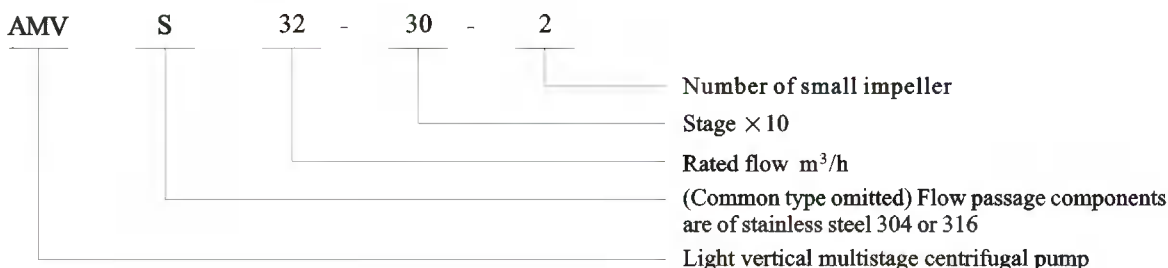 AMV S 32 - 30 - 2
Number of small impeller
Stage ×10
Rated flow m³/h
(Common type omitted) Flow passage components
are of stainless steel 304 or 316
Light vertical multistage centrifugal pump